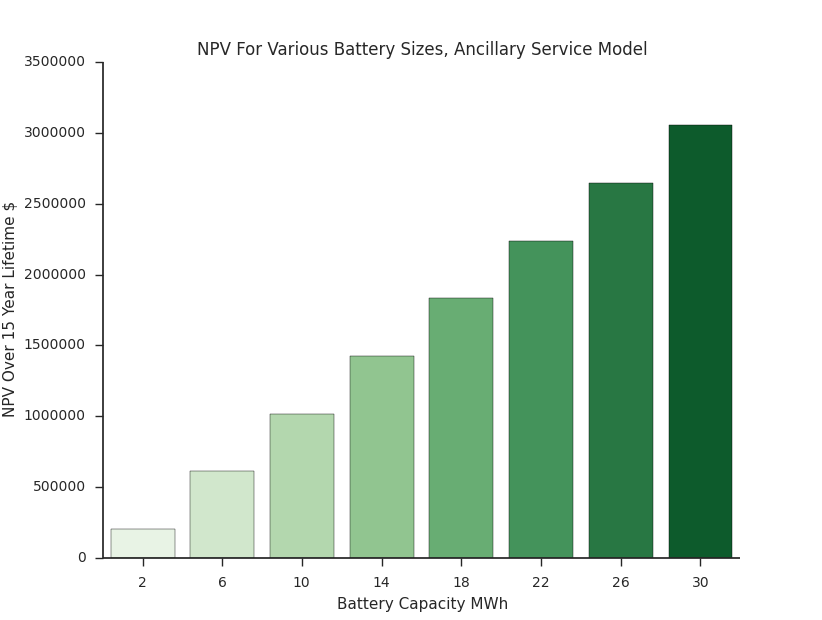 NPV For Various Battery Sizes, Ancillary Service Model
NPV Over 15 Year Lifetime $
3500000
3000000
2500000
2000000
1500000
1000000
500000
0
2 6 10 14 18 22 26 30
Battery Capacity MWh